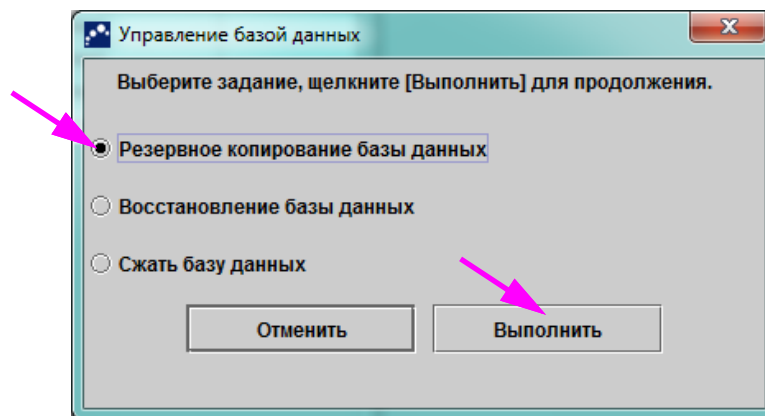 Управление базой данных
Выберите задание, щелкните [Выполнить] для продолжения.
Резервное копирование базы данных
Восстановление базы данных
Сжать базу данных
Отменить
Выполнить